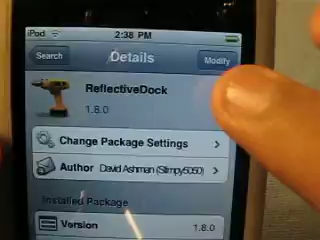 iPod 2:38 PM
Search Details Modify
ReflectiveDock
1.8.0
Change Package Settings
Author David Ashman (Stimpy5050)
Installed Package
Version 1.8.0